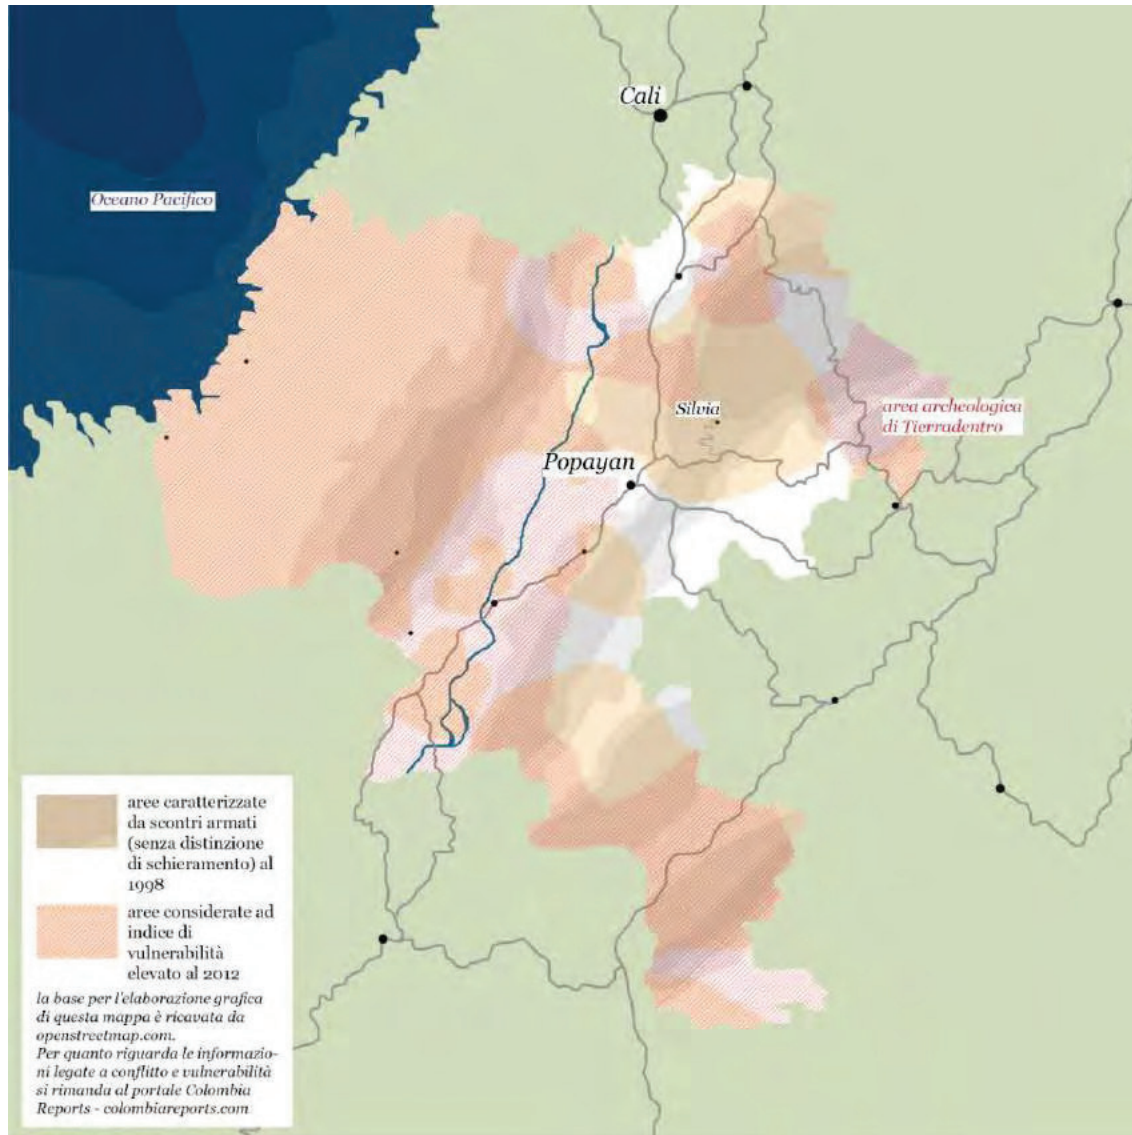 Cali
Oceano Pacifico
Silvia
area archeologica
di Tierradentro
Popayan
aree caratterizzate
da scontri armati
(senza distinzione
di schieramento) al
1998
aree considerate ad
indice di
vulnerabilità
elevato al 2012
la base per l'elaborazione grafica
di questa mappa è ricavata da
openstreetmap.com.
Per quanto riguarda le informazio-
ni legate a conflitto e vulnerabilità
si rimanda al portale Colombia
Reports - colombiareports.com